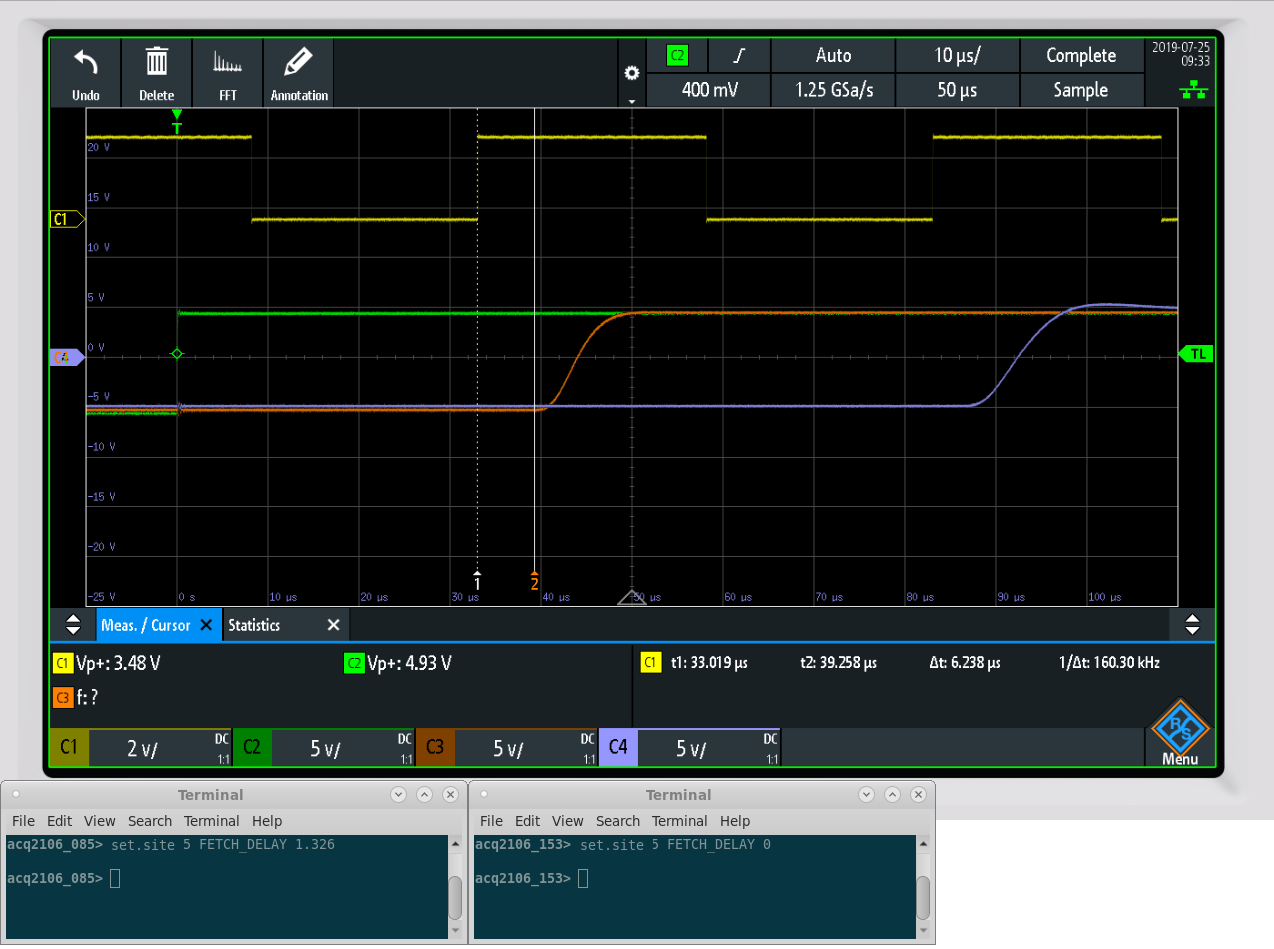 Undo
Delete
FFT
Annotation
C2
Auto
10 µs/
Complete
2019-07-25
09:33
400 mV
1.25 GSa/s
50 µs
Sample
T
20 V
15 V
C1
10 V
5 V
0 V
C4
TL
-5 V
-10 V
-15 V
-20 V
1
2
-25 V
0 s
10 µs
20 µs
30 µs
40 µs
50 µs
60 µs
70 µs
80 µs
90 µs
100 µs
Meas. / Cursor
Statistics
C1 Vp+: 3.48 V
C2 Vp+: 4.93 V
C1 t1: 33.019 µs t2: 39.258 µs Δt: 6.238 µs 1/Δt: 160.30 kHz
C3 f: ?
C1 2 V/ DC 1:1
C2 5 V/ DC 1:1
C3 5 V/ DC 1:1
C4 5 V/ DC 1:1
R S
Menu
Terminal
File Edit View Search Terminal Help
acq2106_085> set.site 5 FETCH_DELAY 1.326
acq2106_085>
Terminal
File Edit View Search Terminal Help
acq2106_153> set.site 5 FETCH_DELAY 0
acq2106_153>